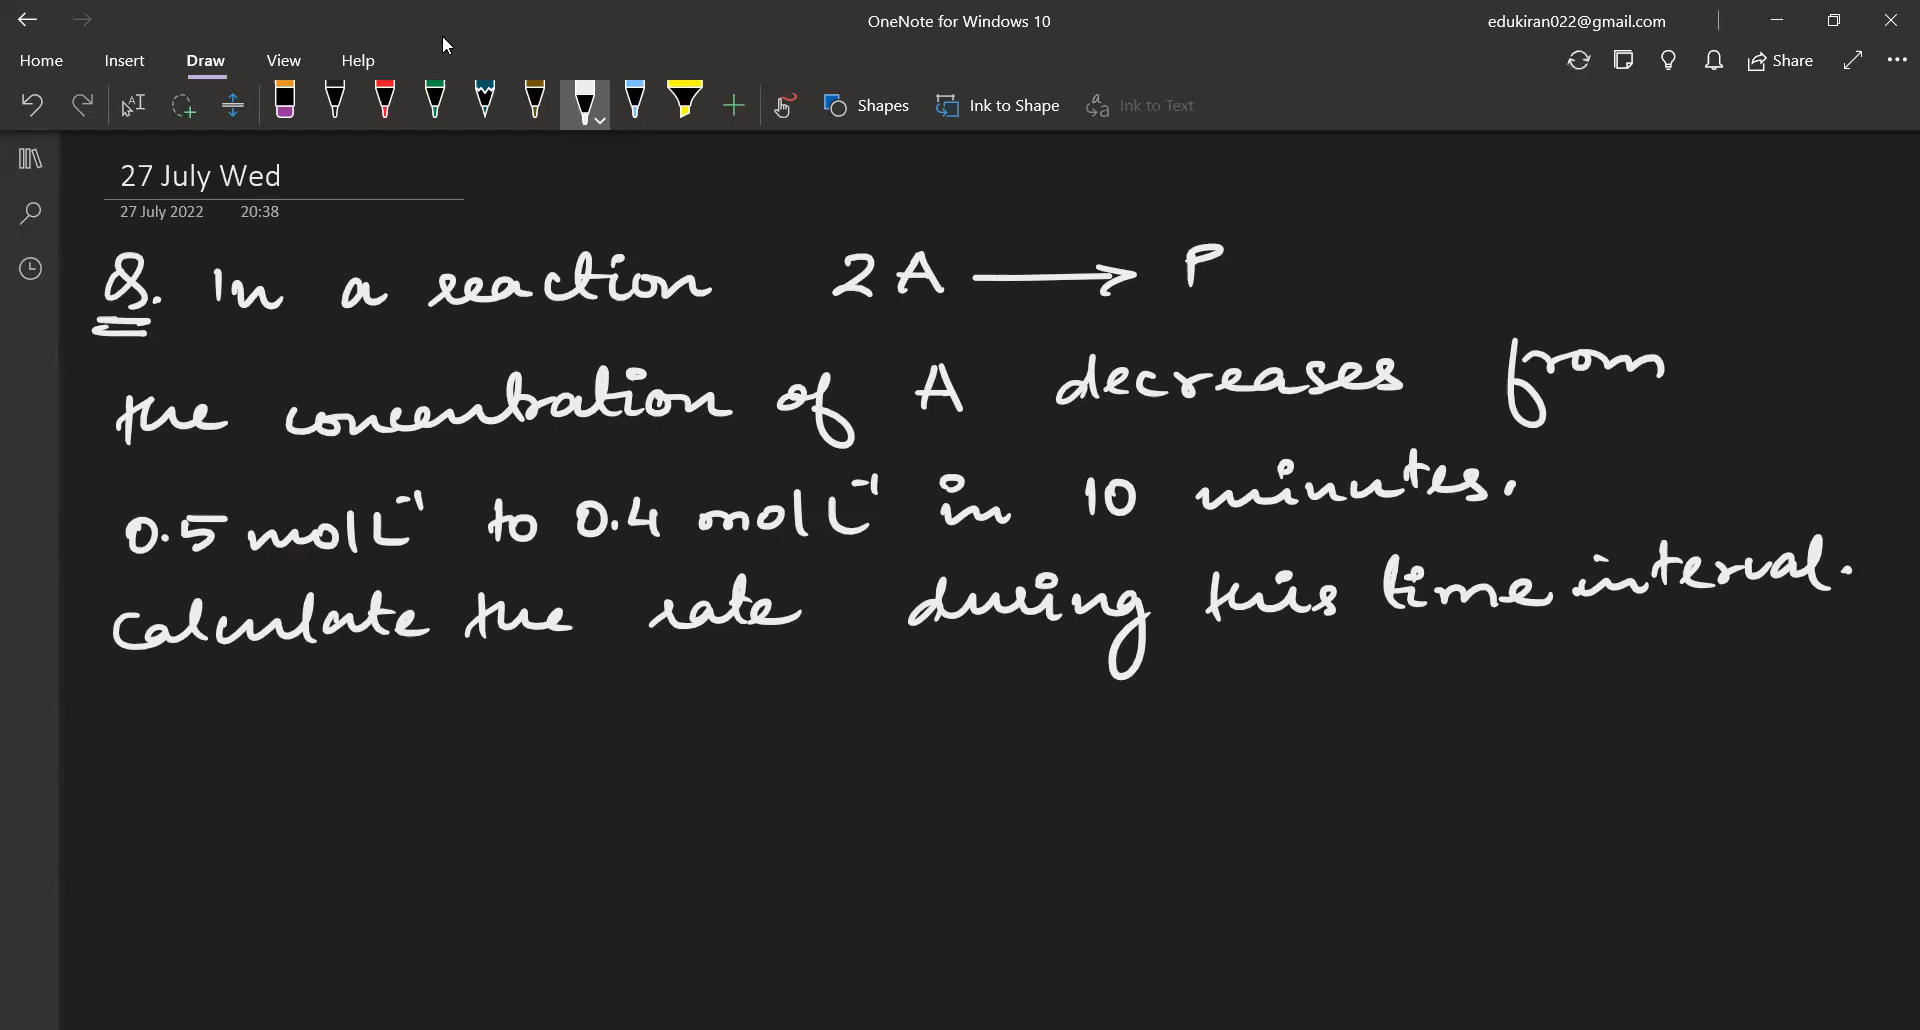 OneNote for Windows 10
edukiran022@gmail.com
Home Insert Draw View Help
Share
Shapes Ink to Shape Ink to Text
27 July Wed
27 July 2022 20:38
Q. In a reaction 2A ⟶ P
the concentration of A decreases from
0.5 mol L⁻¹ to 0.4 mol L⁻¹ in 10 minutes.
Calculate the rate during this time interval.